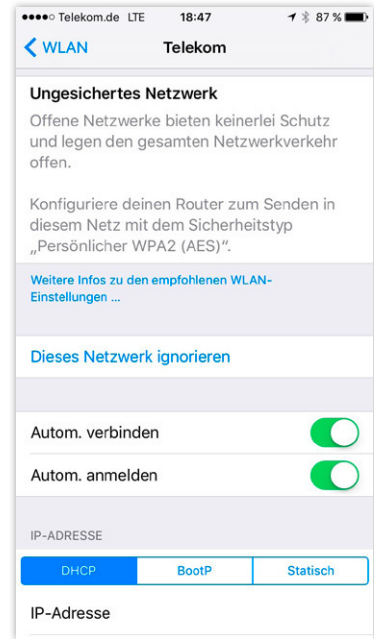 Telekom.de LTE 18:47 87 %
WLAN Telekom
Ungesichertes Netzwerk
Offene Netzwerke bieten keinerlei Schutz
und legen den gesamten Netzwerkverkehr
offen.
Konfiguriere deinen Router zum Senden in
diesem Netz mit dem Sicherheitstyp
„Persönlicher WPA2 (AES)“.
Weitere Infos zu den empfohlenen WLAN-
Einstellungen ...
Dieses Netzwerk ignorieren
Autom. verbinden
Autom. anmelden
IP-ADRESSE
DHCP BootP Statisch
IP-Adresse